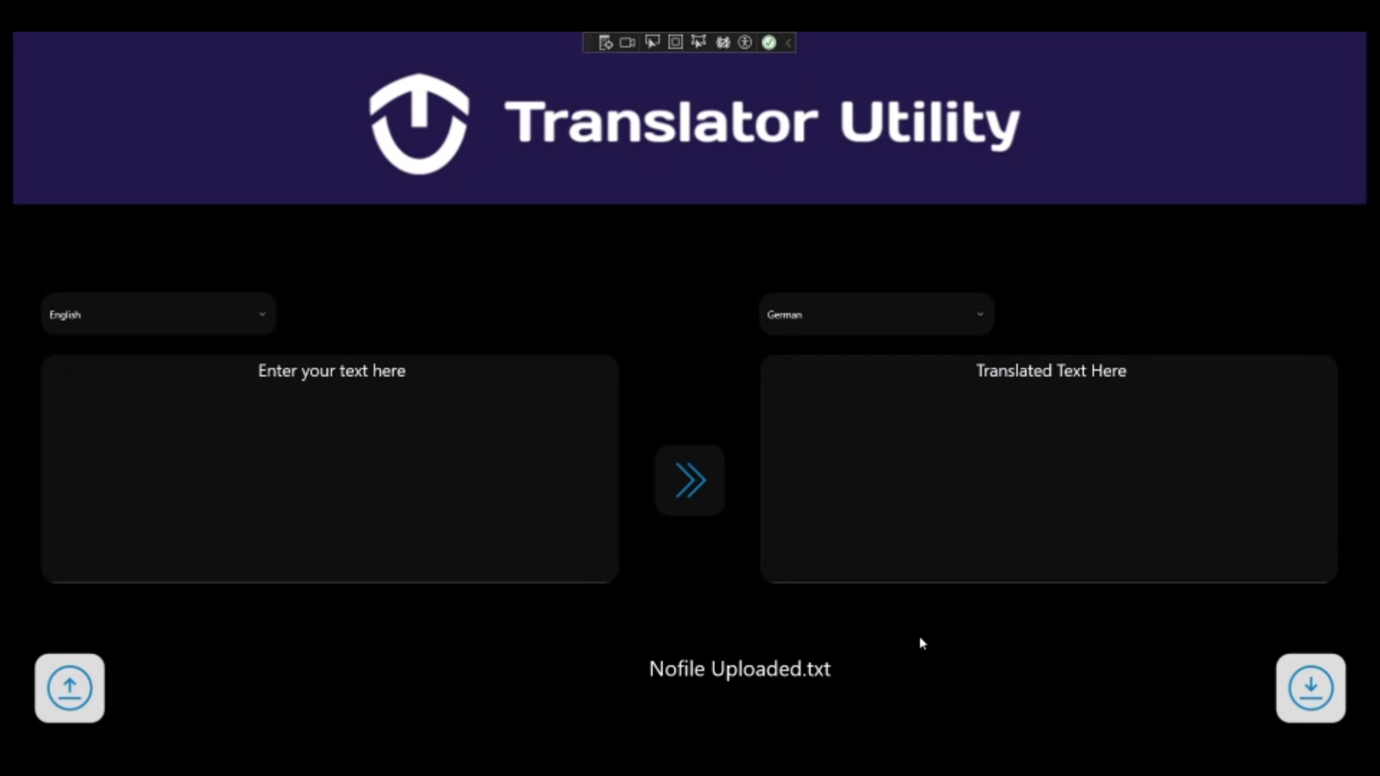 Translator Utility
English
German
Enter your text here
Translated Text Here
Nofile Uploaded.txt